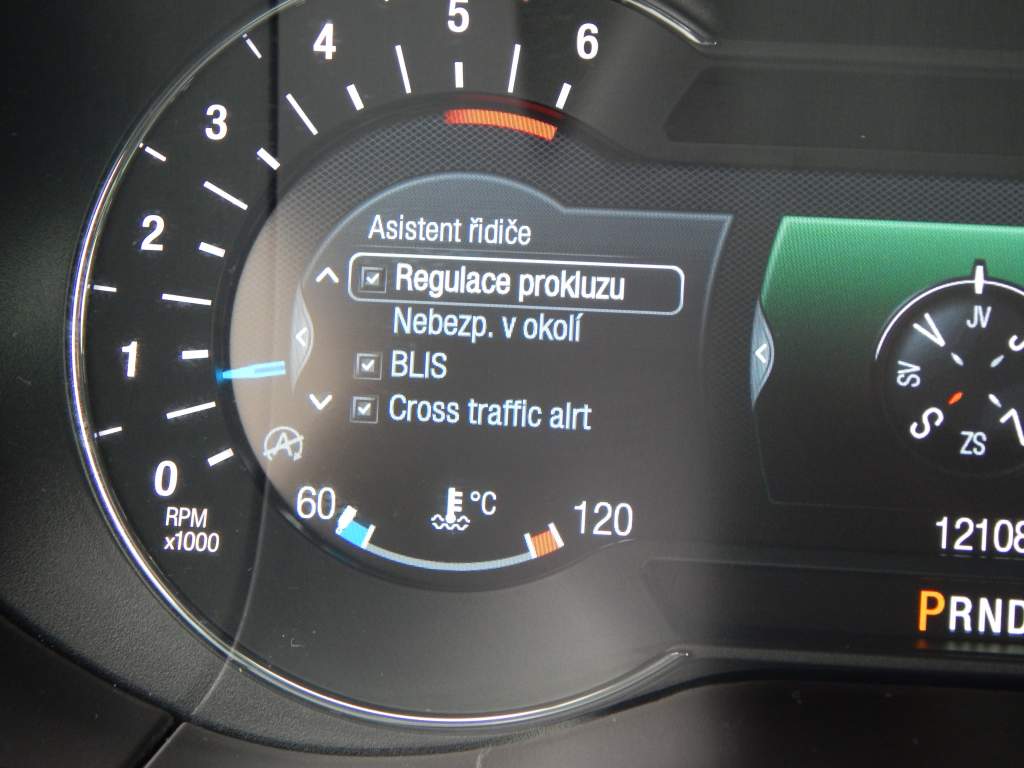 5
4
6
3
2
1
0
RPM
x1000
Asistent řidiče
Regulace prokluzu
Nebezp. v okolí
BLIS
Cross traffic alrt
A
60
°C
120
JV
V
SV
S
ZS
12108
PRND